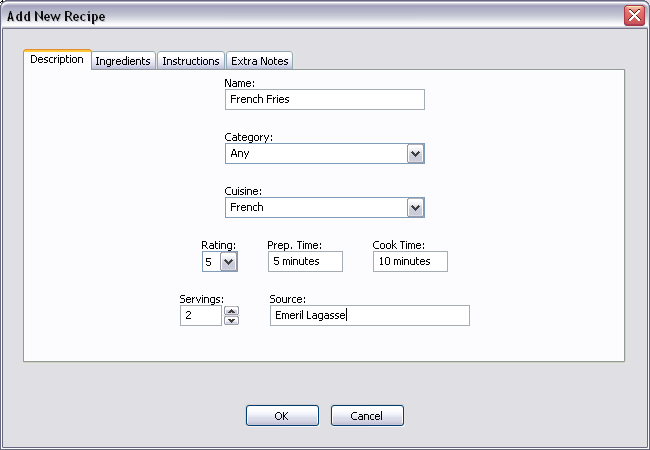 Add New Recipe
Description Ingredients Instructions Extra Notes
Name:
French Fries
Category:
Any
Cuisine:
French
Rating: Prep. Time: Cook Time:
5 5 minutes 10 minutes
Servings: Source:
2 Emeril Lagasse
OK Cancel